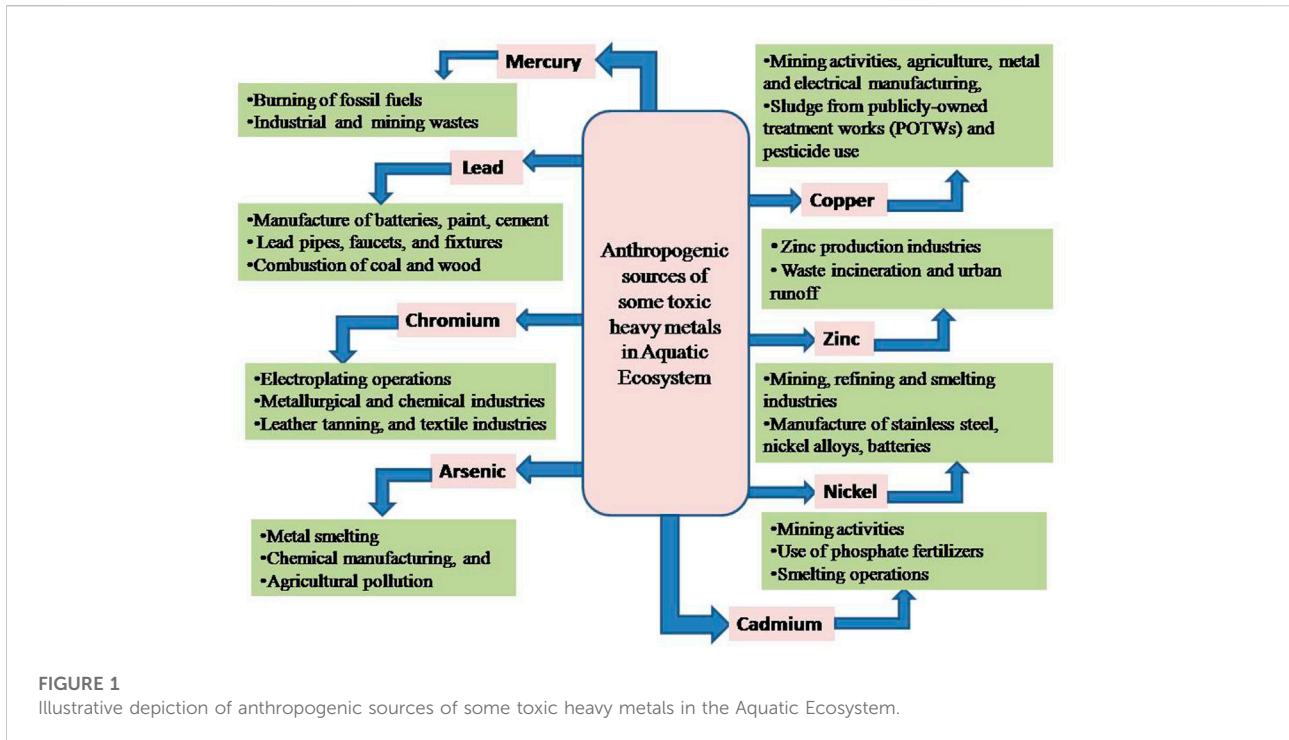 Mercury
•Burning of fossil fuels
•Industrial and mining wastes
Lead
•Manufacture of batteries, paint, cement
•Lead pipes, faucets, and fixtures
•Combustion of coal and wood
Chromium
•Electroplating operations
•Metallurgical and chemical industries
•Leather tanning, and textile industries
Arsenic
•Metal smelting
•Chemical manufacturing, and
•Agricultural pollution
Anthropogenic
sources of
some toxic
heavy metals
in Aquatic
Ecosystem
•Mining activities, agriculture, metal
and electrical manufacturing,
•Sludge from publicly-owned
treatment works (POTWs) and
pesticide use
Copper
• Zinc production industries
• Waste incineration and urban
runoff
Zinc
•Mining, refining and smelting
industries
•Manufacture of stainless steel,
nickel alloys, batteries
Nickel
•Mining activities
•Use of phosphate fertilizers
•Smelting operations
Cadmium
FIGURE 1
Illustrative depiction of anthropogenic sources of some toxic heavy metals in the Aquatic Ecosystem.